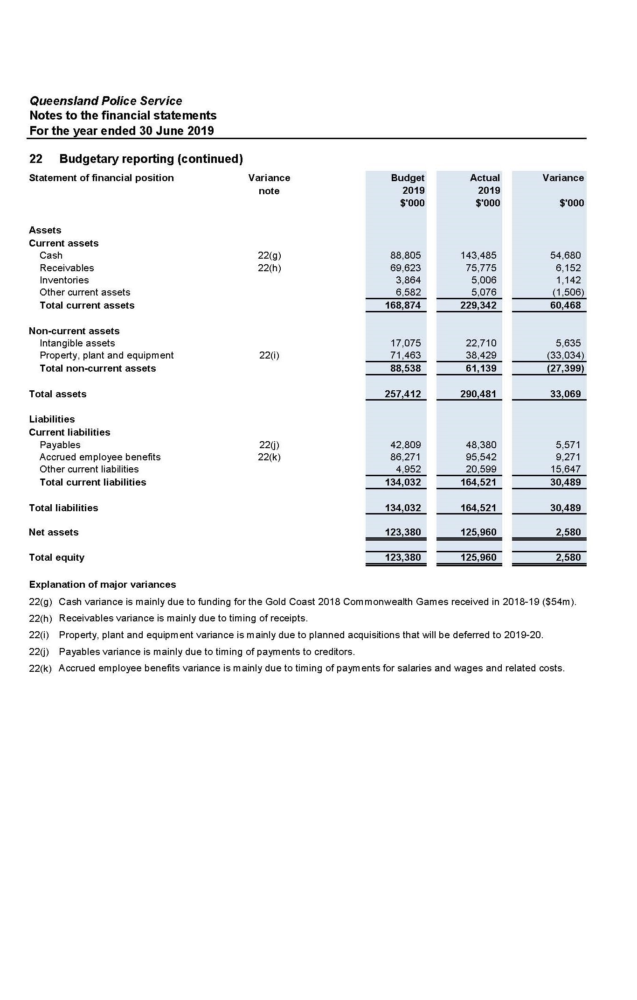 Queensland Police Service
Notes to the financial statements
For the year ended 30 June 2019
22 Budgetary reporting (continued)
Statement of financial position Variance Budget Actual Variance
note 2019 2019
$'000 $'000 $'000
Assets
Current assets
Cash 22(g) 88,805 143,485 54,680
Receivables 22(h) 69,623 75,775 6,152
Inventories 3,864 5,006 1,142
Other current assets 6,582 5,076 (1,506)
Total current assets 168,874 229,342 60,468
Non-current assets
Intangible assets 17,075 22,710 5,635
Property, plant and equipment 22(i) 71,463 38,429 (33,034)
Total non-current assets 88,538 61,139 (27,399)
Total assets 257,412 290,481 33,069
Liabilities
Current liabilities
Payables 22(j) 42,809 48,380 5,571
Accrued employee benefits 22(k) 86,271 95,542 9,271
Other current liabilities 4,952 20,599 15,647
Total current liabilities 134,032 164,521 30,489
Total liabilities 134,032 164,521 30,489
Net assets 123,380 125,960 2,580
Total equity 123,380 125,960 2,580
Explanation of major variances
22(g) Cash variance is mainly due to funding for the Gold Coast 2018 Commonwealth Games received in 2018-19 ($54m).
22(h) Receivables variance is mainly due to timing of receipts.
22(i) Property, plant and equipment variance is mainly due to planned acquisitions that will be deferred to 2019-20.
22(j) Payables variance is mainly due to timing of payments to creditors.
22(k) Accrued employee benefits variance is mainly due to timing of payments for salaries and wages and related costs.